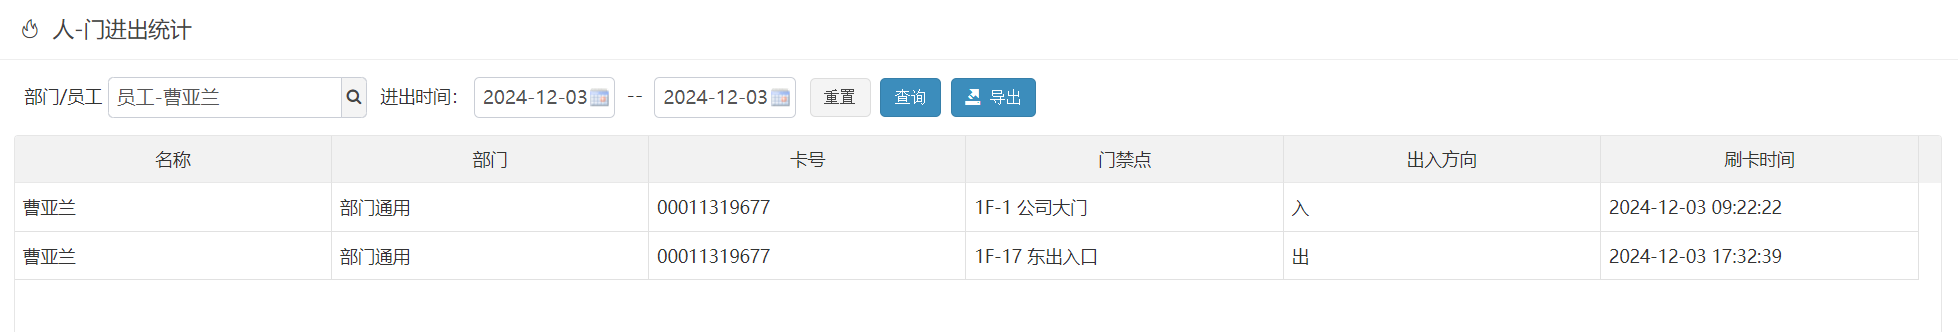 人-门进出统计
部门/员工 员工-曹亚兰 进出时间： 2024-12-03 -- 2024-12-03 重置 查询 导出
名称 部门 卡号 门禁点 出入方向 刷卡时间
曹亚兰 部门通用 00011319677 1F-1 公司大门 入 2024-12-03 09:22:22
曹亚兰 部门通用 00011319677 1F-17 东出入口 出 2024-12-03 17:32:39